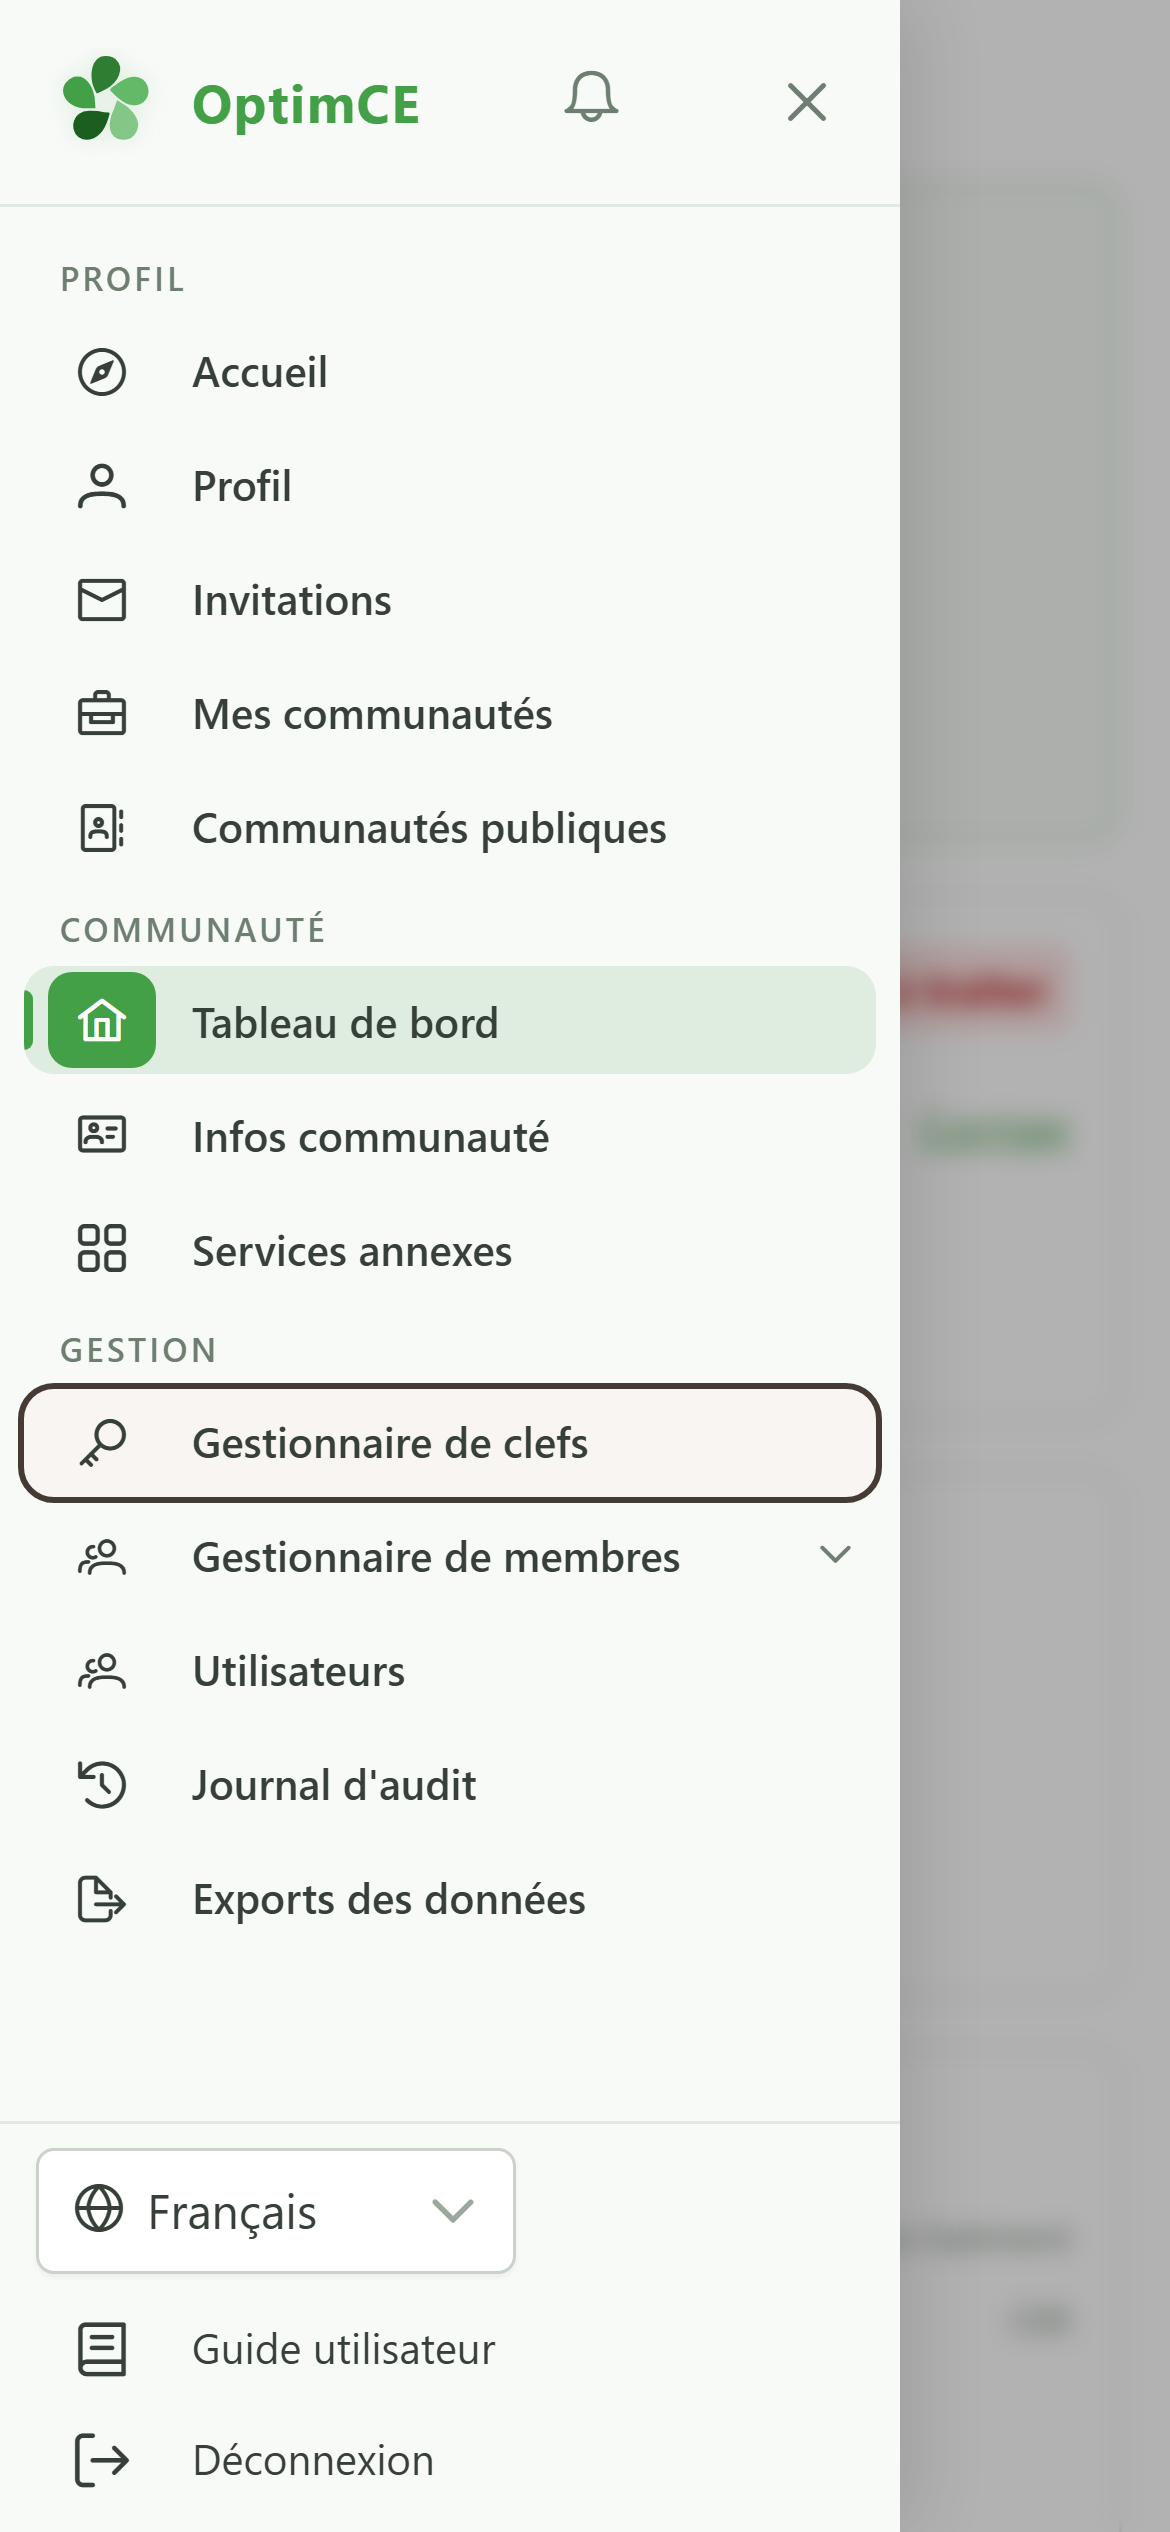 OptimCE
PROFIL
Accueil
Profil
Invitations
Mes communautés
Communautés publiques
COMMUNAUTÉ
Tableau de bord
Infos communauté
Services annexes
GESTION
Gestionnaire de clefs
Gestionnaire de membres
Utilisateurs
Journal d'audit
Exports des données
Français
Guide utilisateur
Déconnexion